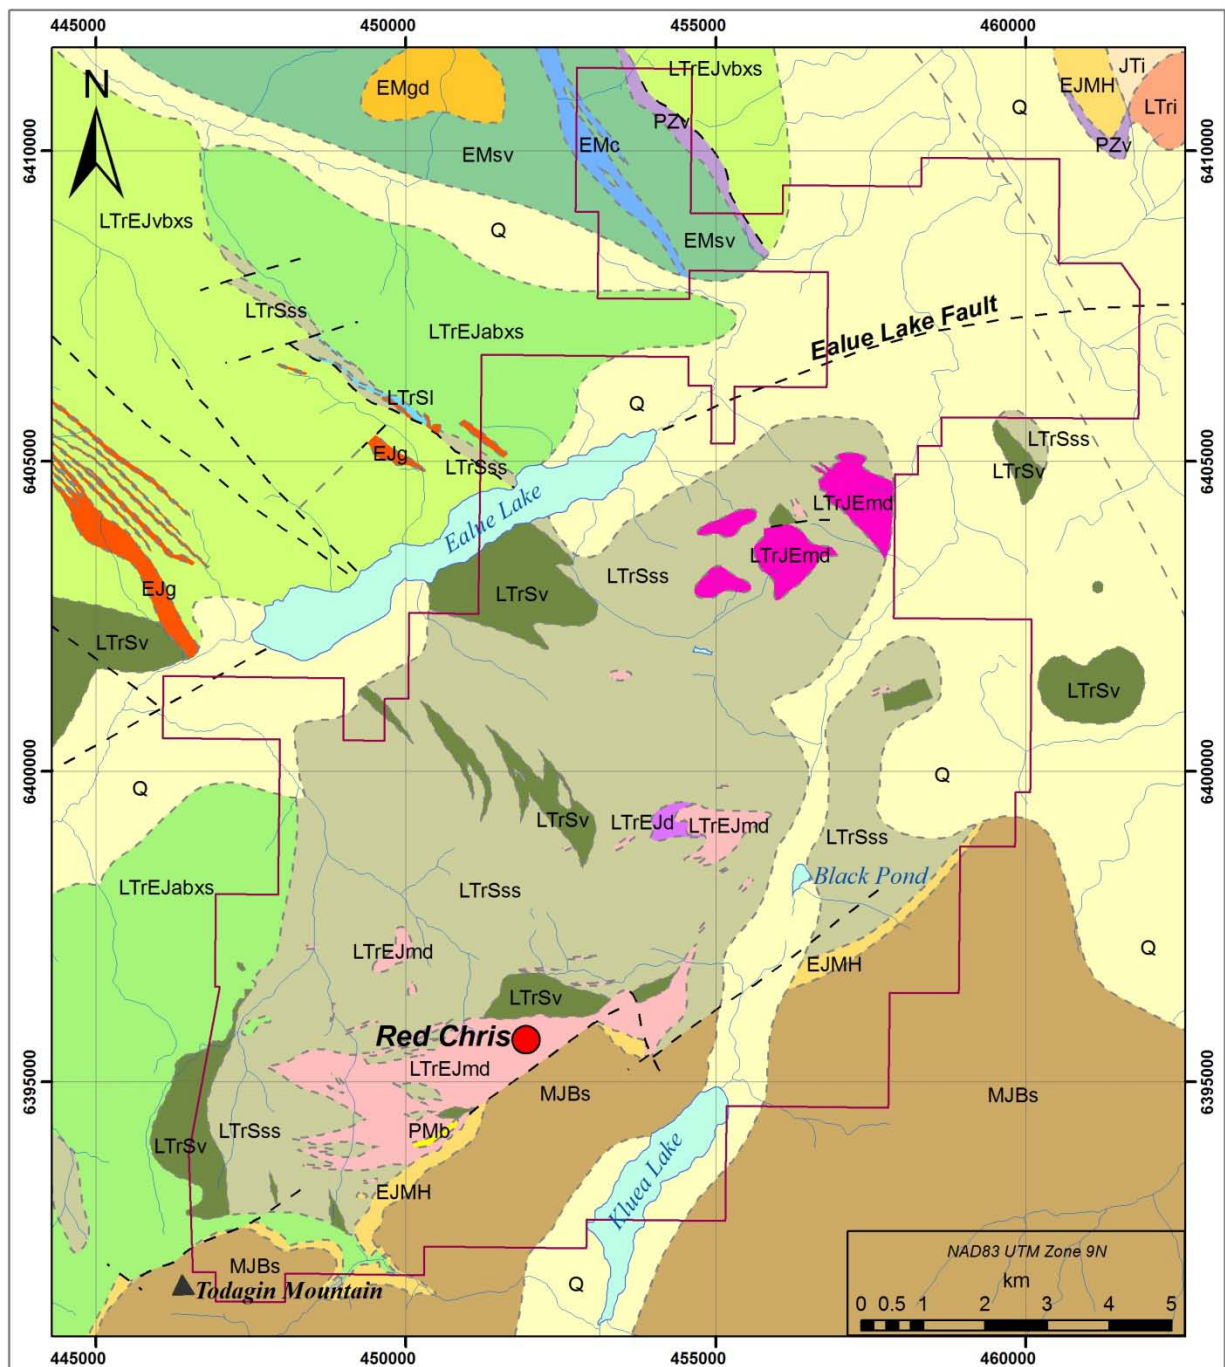 445000 450000 455000 460000
N
EMgd
LTrEJvbxs
JTi
EJMH
LTri
PZv
Q
EMc
PZv
6410000
6410000
EMsv
LTrEJvbxs
Q
EMsv
LTrSss
LTrEJabxs
Ealue Lake Fault
LTrSl
Q
EJg
LTrSss
LTrSss
LTrSv
6405000
6405000
LTrJEmd
Ealue Lake
LTrJEmd
LTrSss
EJg
LTrSv
LTrSv
LTrSv
6400000
6400000
Q
Q
LTrSv
LTrEJd
LTrEJmd
LTrSss
LTrEJabxs
LTrSss
Black Pond
LTrEJmd
Q
EJMH
LTrSv
Red Chris
LTrEJmd
6395000
6395000
MJBs
MJBs
PMb
LTrSss
LTrSv
Kluea Lake
EJMH
MJBs
Todagin Mountain
Q
NAD83 UTM Zone 9N
km
0 0.5 1 2 3 4 5
445000 450000 455000 460000